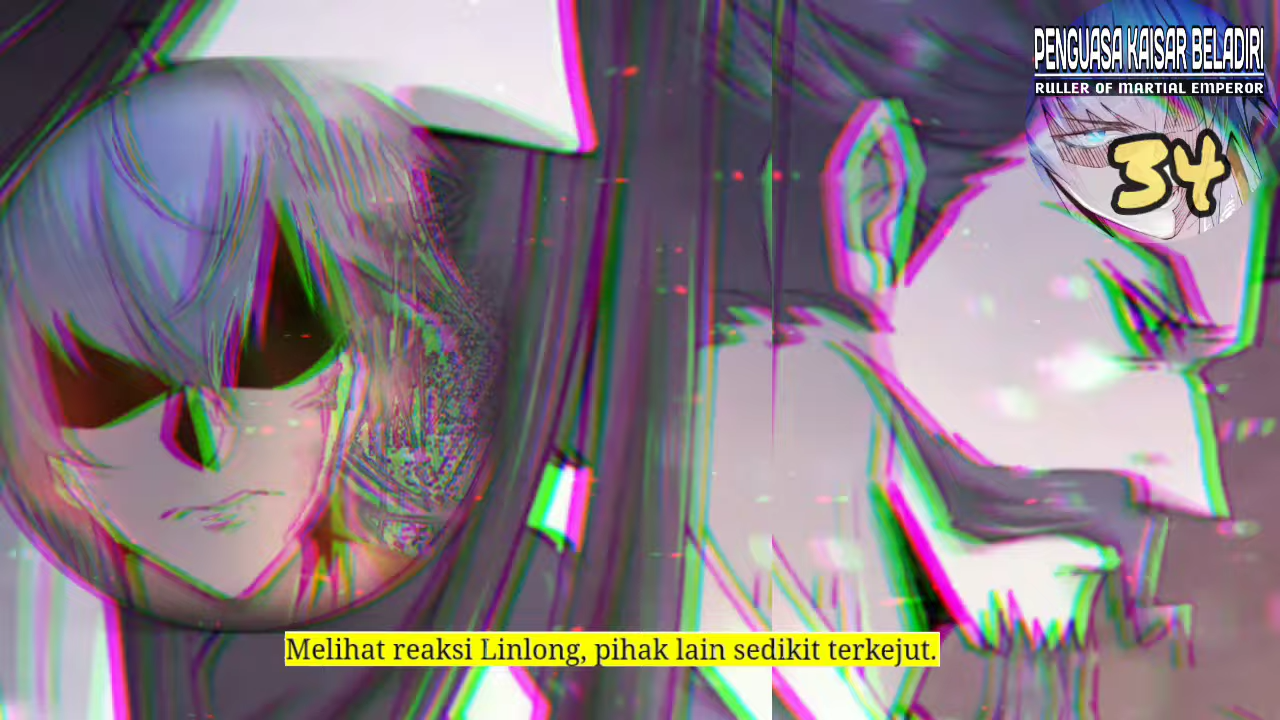 PENGUASA KAISAR BELADIRI
RULLER OF MARTIAL EMPEROR
34
Melihat reaksi Linlong, pihak lain sedikit terkejut.